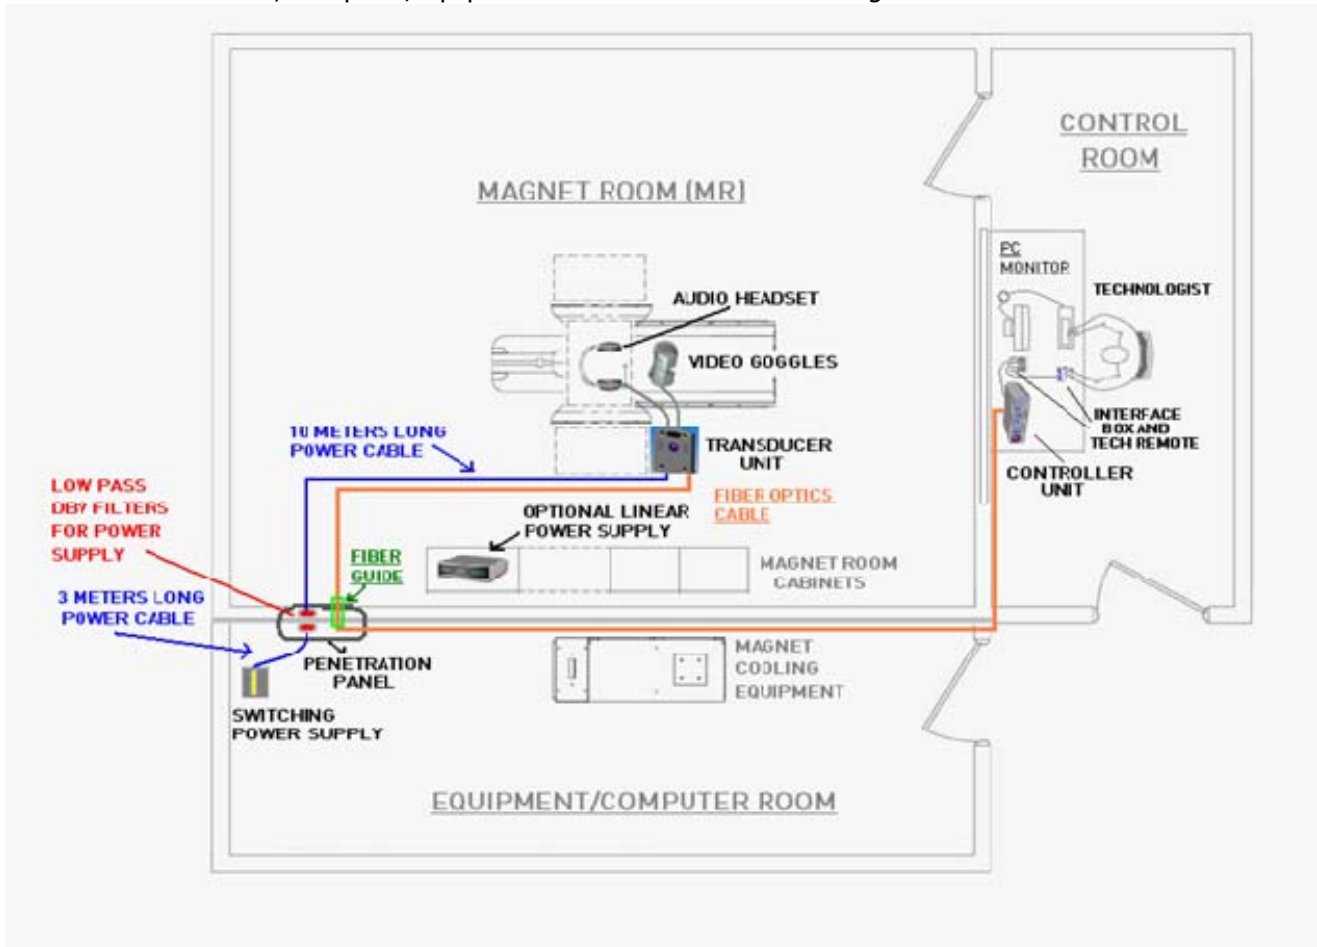 CONTROL
ROOM
MAGNET ROOM (MR)
PC
MONITOR
TECHNOLOGIST
AUDIO HEADSET
VIDEO GOGGLES
INTERFACE
BOX AND
TECH REMOTE
10 METERS LONG
POWER CABLE
TRANSDUCER
UNIT
CONTROLLER
UNIT
LOW PASS
DB9 FILTERS
FOR POWER
SUPPLY
FIBER OPTICS
CABLE
OPTIONAL LINEAR
POWER SUPPLY
FIBER
GUIDE
MAGNET ROOM
CABINETS
3 METERS LONG
POWER CABLE
PENETRATION
PANEL
MAGNET
COOLING
EQUIPMENT
SWITCHING
POWER SUPPLY
EQUIPMENT/COMPUTER ROOM